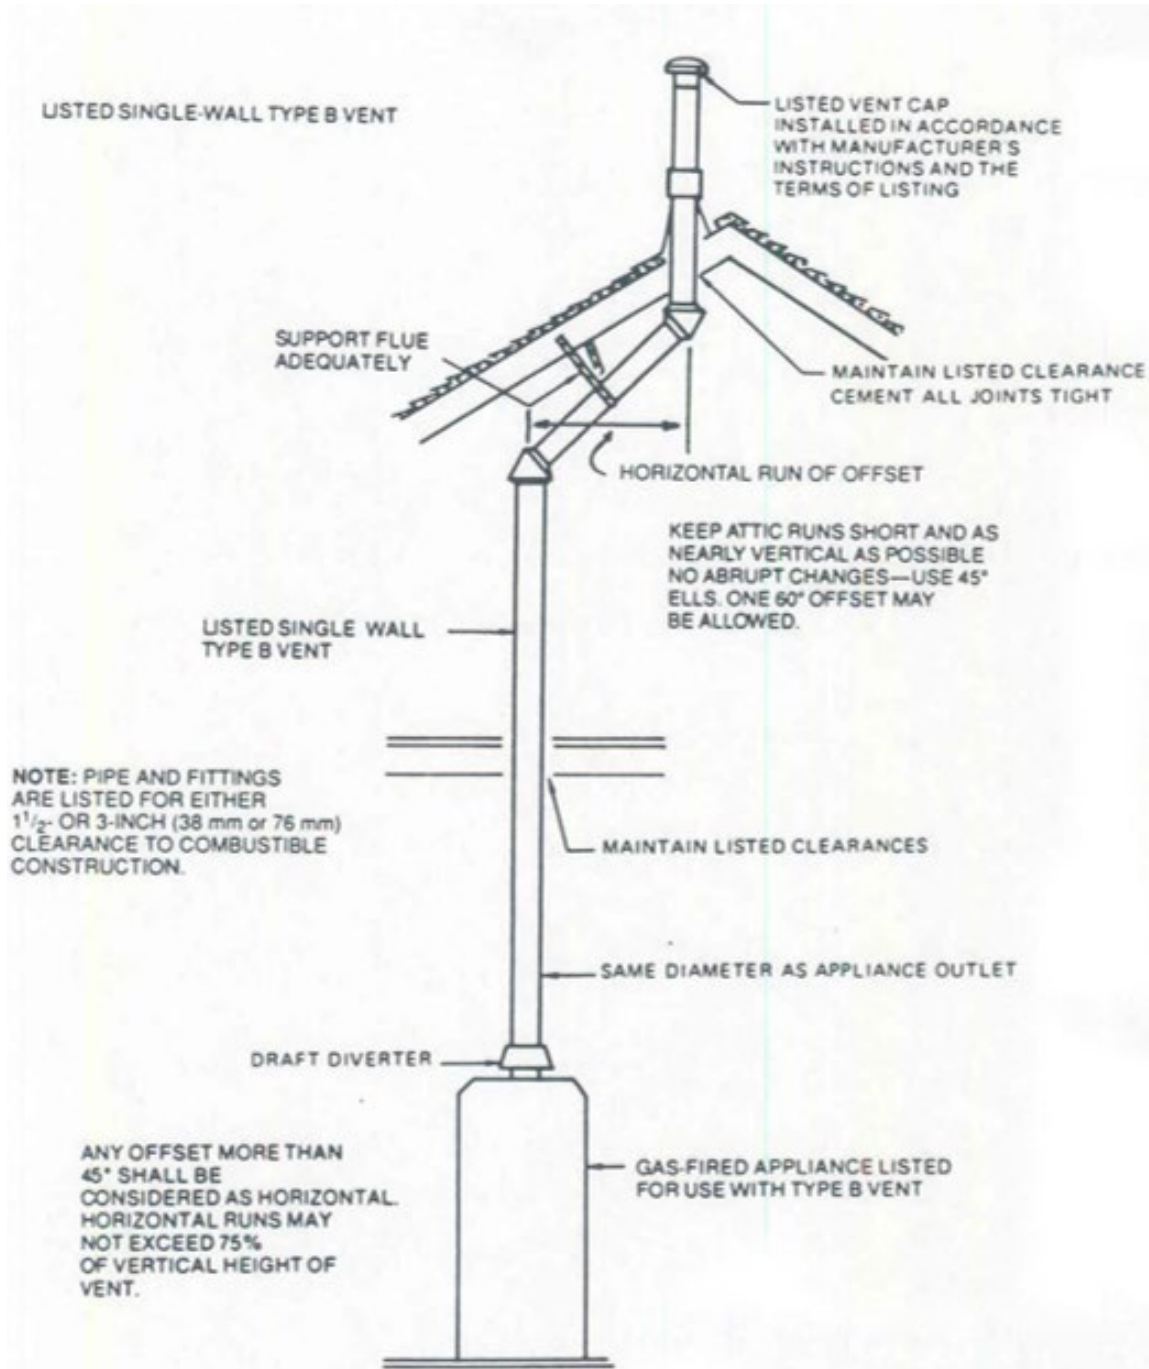 LISTED SINGLE-WALL TYPE B VENT
LISTED VENT CAP
INSTALLED IN ACCORDANCE
WITH MANUFACTURER'S
INSTRUCTIONS AND THE
TERMS OF LISTING
SUPPORT FLUE
ADEQUATELY
MAINTAIN LISTED CLEARANCE
CEMENT ALL JOINTS TIGHT
HORIZONTAL RUN OF OFFSET
KEEP ATTIC RUNS SHORT AND AS
NEARLY VERTICAL AS POSSIBLE
NO ABRUPT CHANGES—USE 45°
ELLS. ONE 60° OFFSET MAY
BE ALLOWED.
LISTED SINGLE WALL
TYPE B VENT
NOTE: PIPE AND FITTINGS
ARE LISTED FOR EITHER
1 1/2- OR 3-INCH (38 mm or 76 mm)
CLEARANCE TO COMBUSTIBLE
CONSTRUCTION.
MAINTAIN LISTED CLEARANCES
SAME DIAMETER AS APPLIANCE OUTLET
DRAFT DIVERTER
ANY OFFSET MORE THAN
45° SHALL BE
CONSIDERED AS HORIZONTAL.
HORIZONTAL RUNS MAY
NOT EXCEED 75%
OF VERTICAL HEIGHT OF
VENT.
GAS-FIRED APPLIANCE LISTED
FOR USE WITH TYPE B VENT